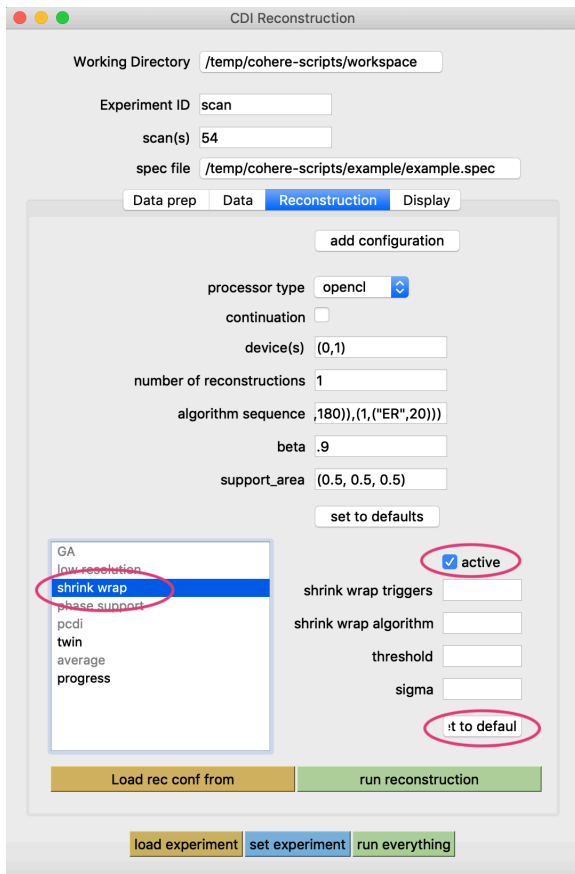 CDI Reconstruction
Working Directory /temp/cohere-scripts/workspace
Experiment ID scan
scan(s) 54
spec file /temp/cohere-scripts/example/example.spec
Data prep Data Reconstruction Display
add configuration
processor type opencl
continuation
device(s) (0,1)
number of reconstructions 1
algorithm sequence ,180)),(1,("ER",20)))
beta .9
support_area (0.5, 0.5, 0.5)
set to defaults
GA
low resolution
shrink wrap
phase support
pcdi
twin
average
progress
active
shrink wrap triggers
shrink wrap algorithm
threshold
sigma
:t to defaul
Load rec conf from run reconstruction
load experiment set experiment run everything